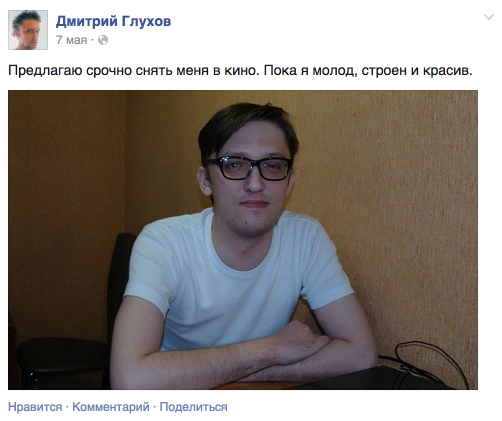 Дмитрий Глухов
7 мая ·
Предлагаю срочно снять меня в кино. Пока я молод, строен и красив.
Нравится · Комментарий · Поделиться